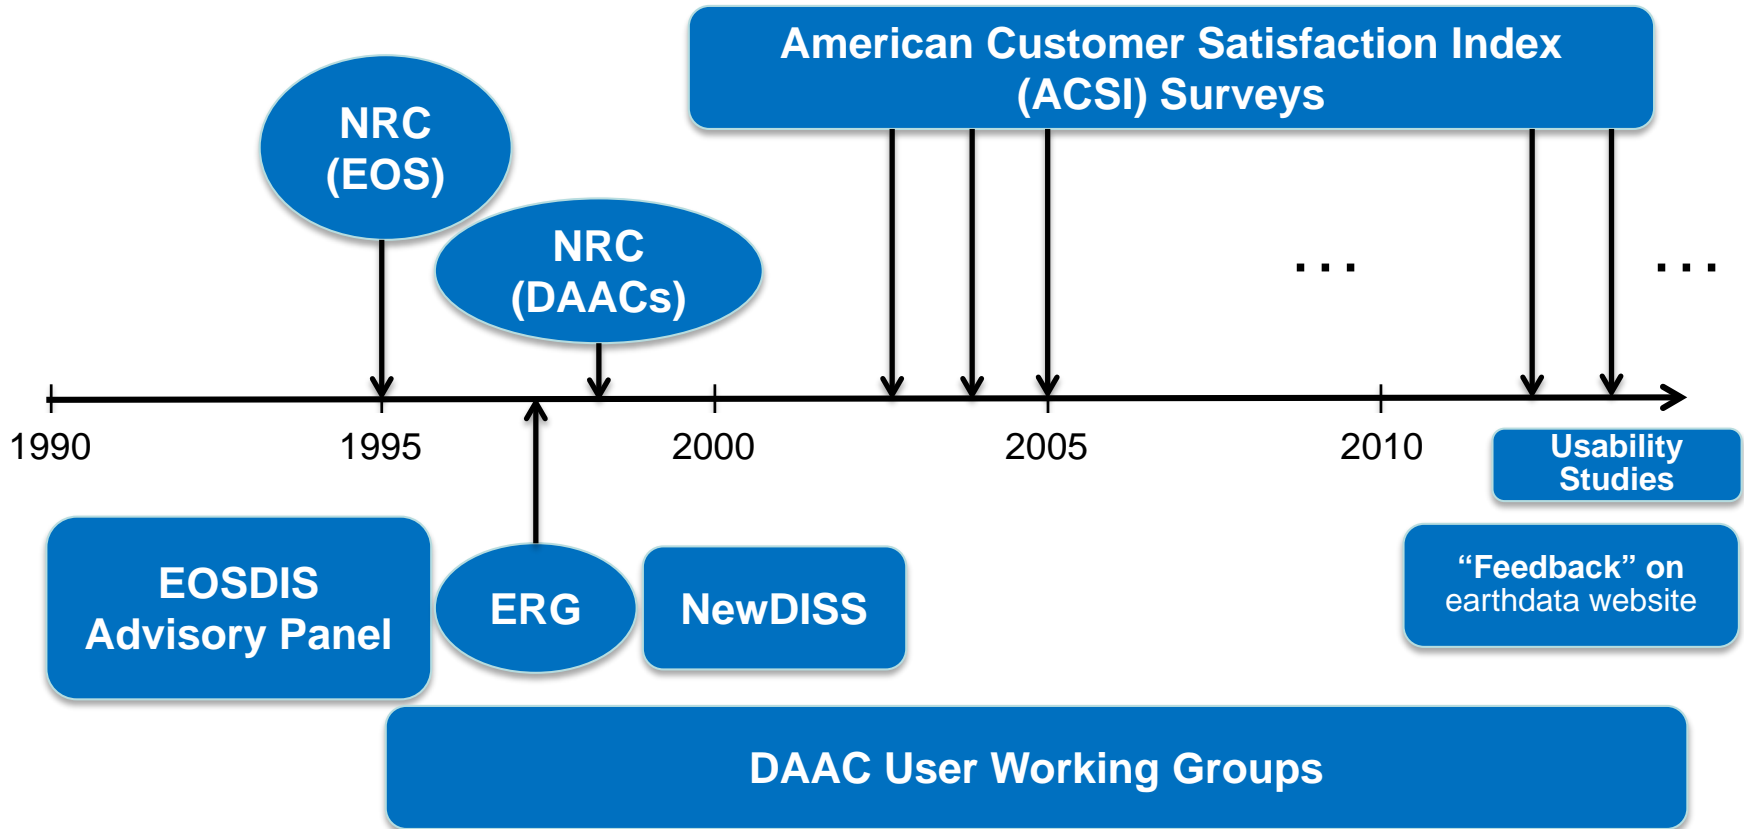 American Customer Satisfaction Index
(ACSI) Surveys
NRC
(EOS)
NRC
(DAACs)
. . .
. . .
1990
1995
2000
2005
2010
Usability
Studies
EOSDIS
Advisory Panel
ERG
NewDISS
“Feedback” on
earthdata website
DAAC User Working Groups